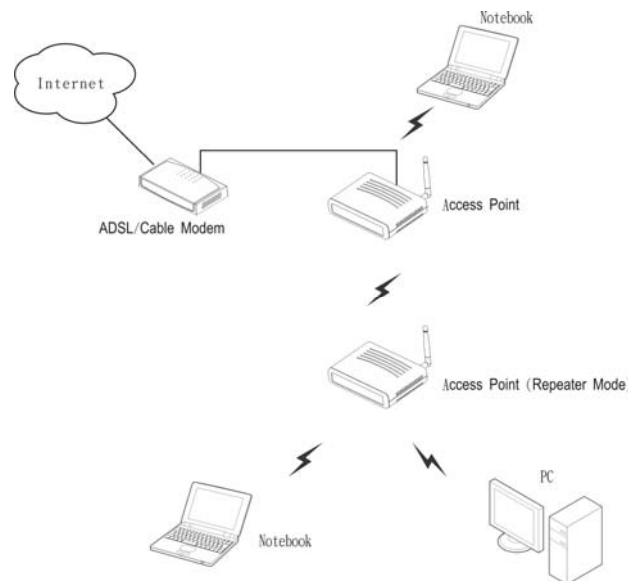 Notebook
Internet
ADSL/Cable Modem
Access Point
Access Point (Repeater Mode)
PC
Notebook